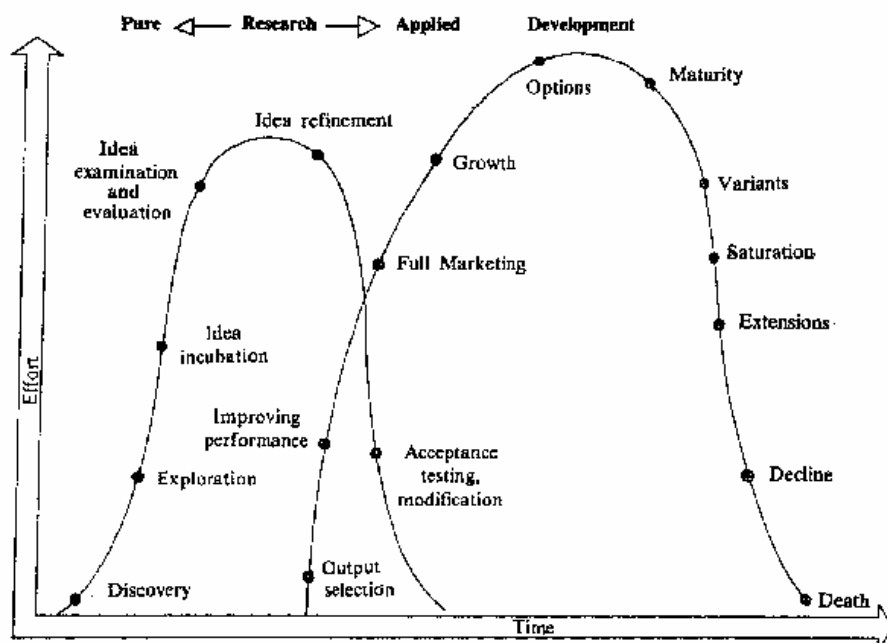 Pure Research Applied Development
Idea refinement
Options
Maturity
Idea
examination
and
evaluation
Growth
Variants
Full Marketing
Saturation
Idea
incubation
Extensions
Improving
performance
Exploration
Acceptance
testing,
modification
Decline
Discovery
Output
selection
Death
Effort
Time